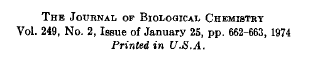 THE JOURNAL OF BIOLOGICAL CHEMISTRY
Vol. 249, No. 2, Issue of January 25, pp. 662-663, 1974
Printed in U.S.A.